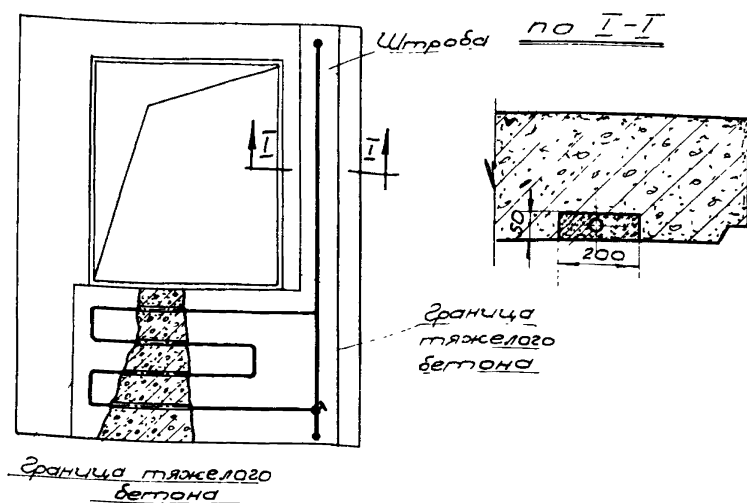 Штроба
по I-I
I
I
50
200
Граница
тяжелого
бетона
Граница тяжелого
бетона